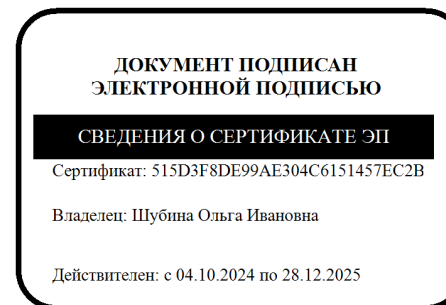 ДОКУМЕНТ ПОДПИСАН
ЭЛЕКТРОННОЙ ПОДПИСЬЮ
СВЕДЕНИЯ О СЕРТИФИКАТЕ ЭП
Сертификат: 515D3F8DE99AE304C6151457EC2B
Владелец: Шубина Ольга Ивановна
Действителен: с 04.10.2024 по 28.12.2025